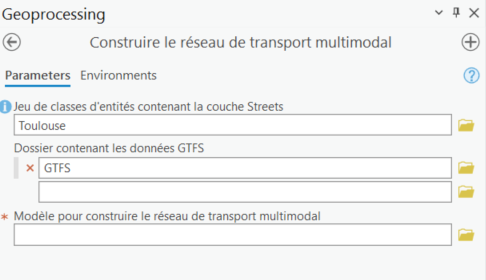 Geoprocessing
Construire le réseau de transport multimodal
Parameters Environments
Jeu de classes d'entités contenant la couche Streets
Toulouse
Dossier contenant les données GTFS
GTFS
* Modèle pour construire le réseau de transport multimodal